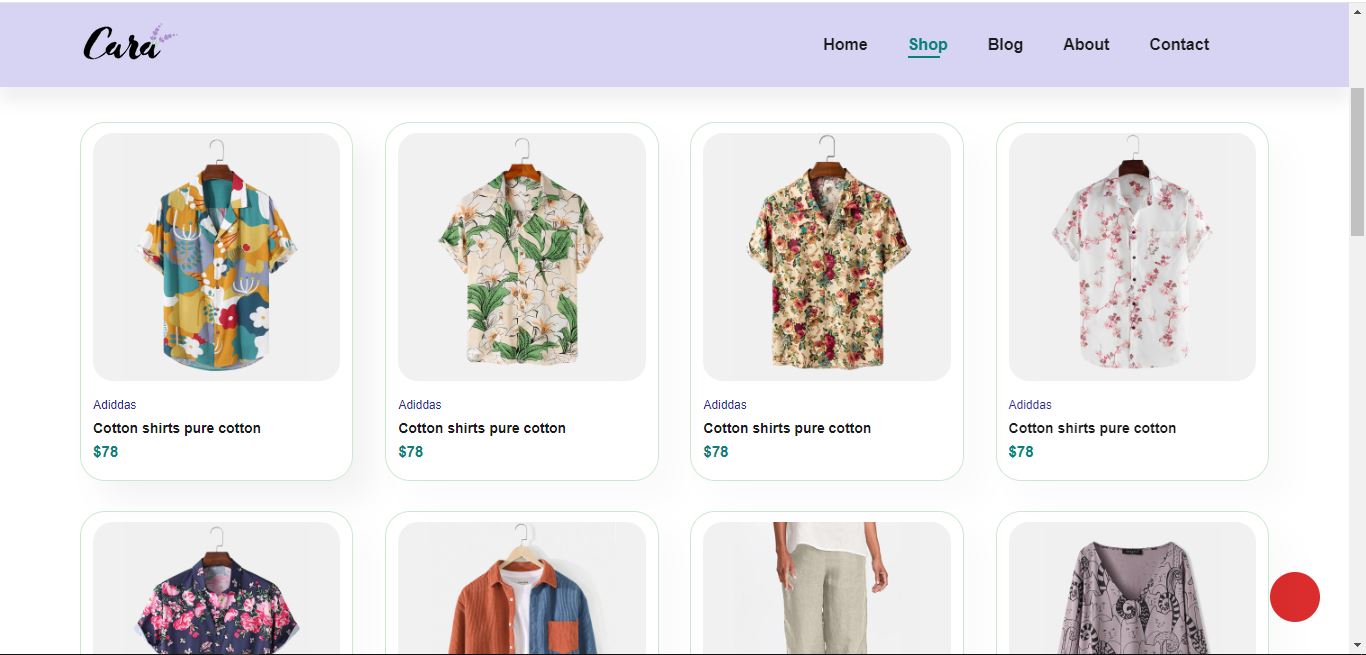 Cara
Home Shop Blog About Contact
Adiddas Adiddas Adiddas Adiddas
Cotton shirts pure cotton Cotton shirts pure cotton Cotton shirts pure cotton Cotton shirts pure cotton
$78 $78 $78 $78